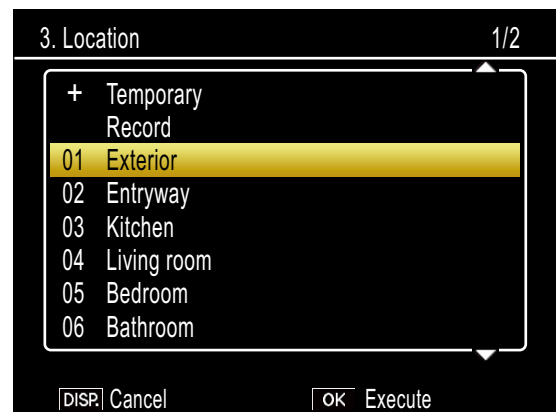 3. Location 1/2
+ Temporary
Record
01 Exterior
02 Entryway
03 Kitchen
04 Living room
05 Bedroom
06 Bathroom
DISP. Cancel OK Execute